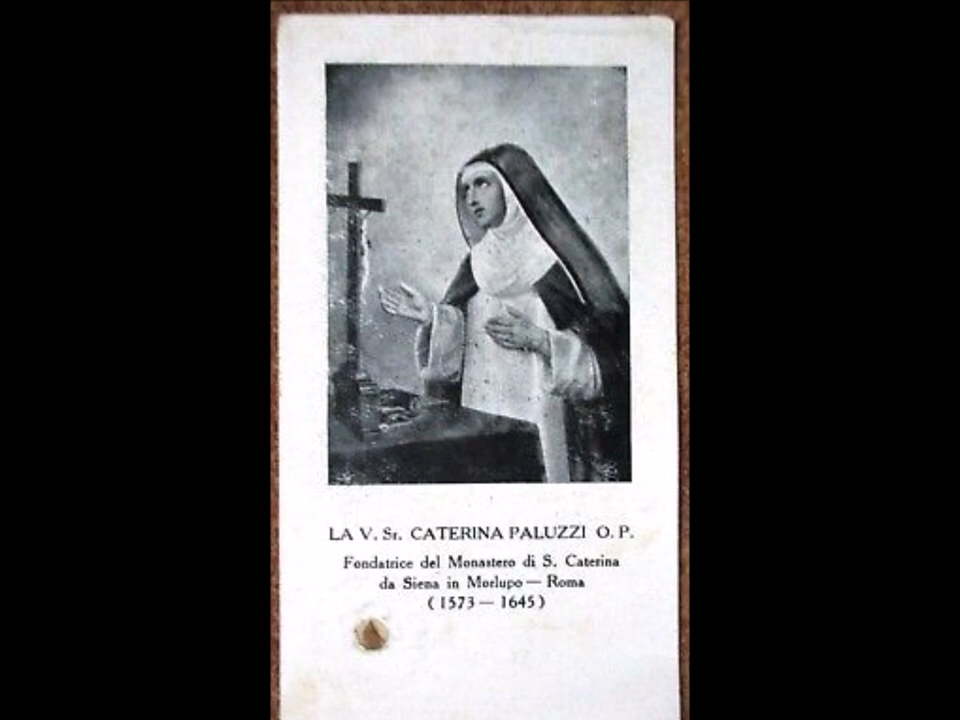 LA V. Sr. CATERINA PALUZZI O. P.
Fondatrice del Monastero di S. Caterina
da Siena in Morlupo — Roma
(1573 — 1645)